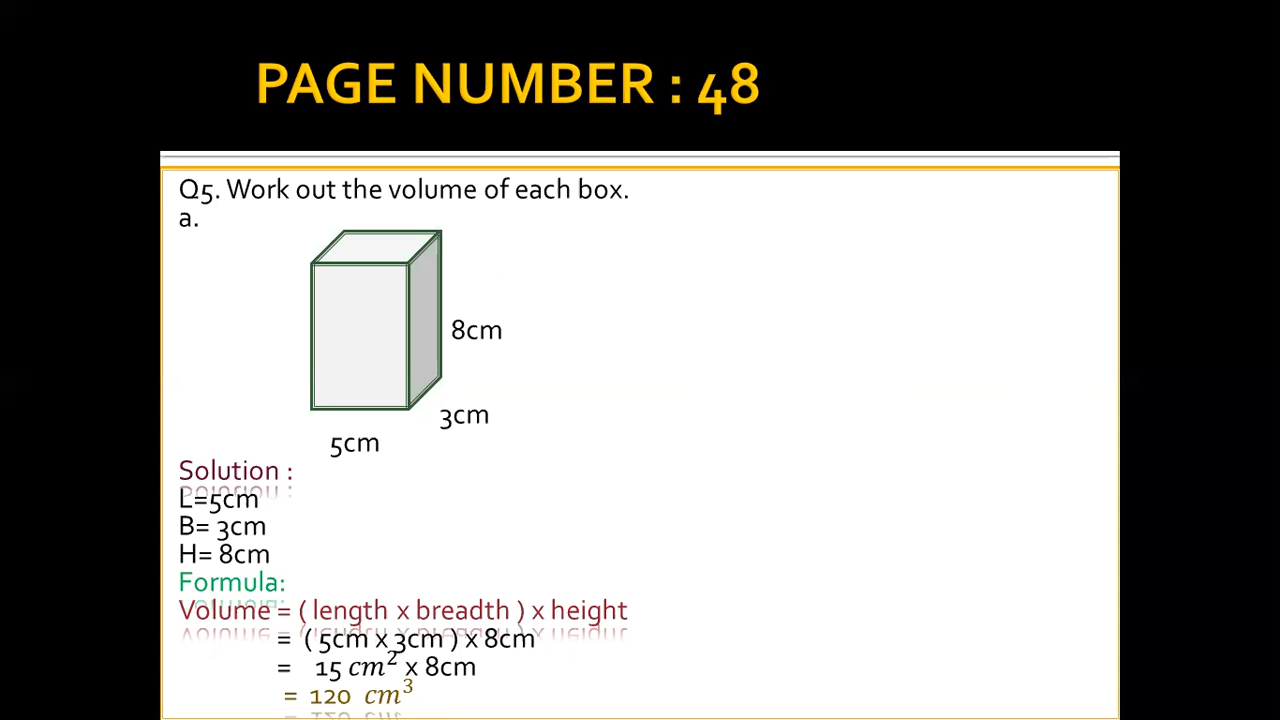 PAGE NUMBER : 48
Q5. Work out the volume of each box.
a.
8cm
3cm
5cm
Solution :
L=5cm
B= 3cm
H= 8cm
Formula:
Volume = ( length x breadth ) x height
= ( 5cm x 3cm ) x 8cm
= 15 cm² x 8cm
= 120 cm³